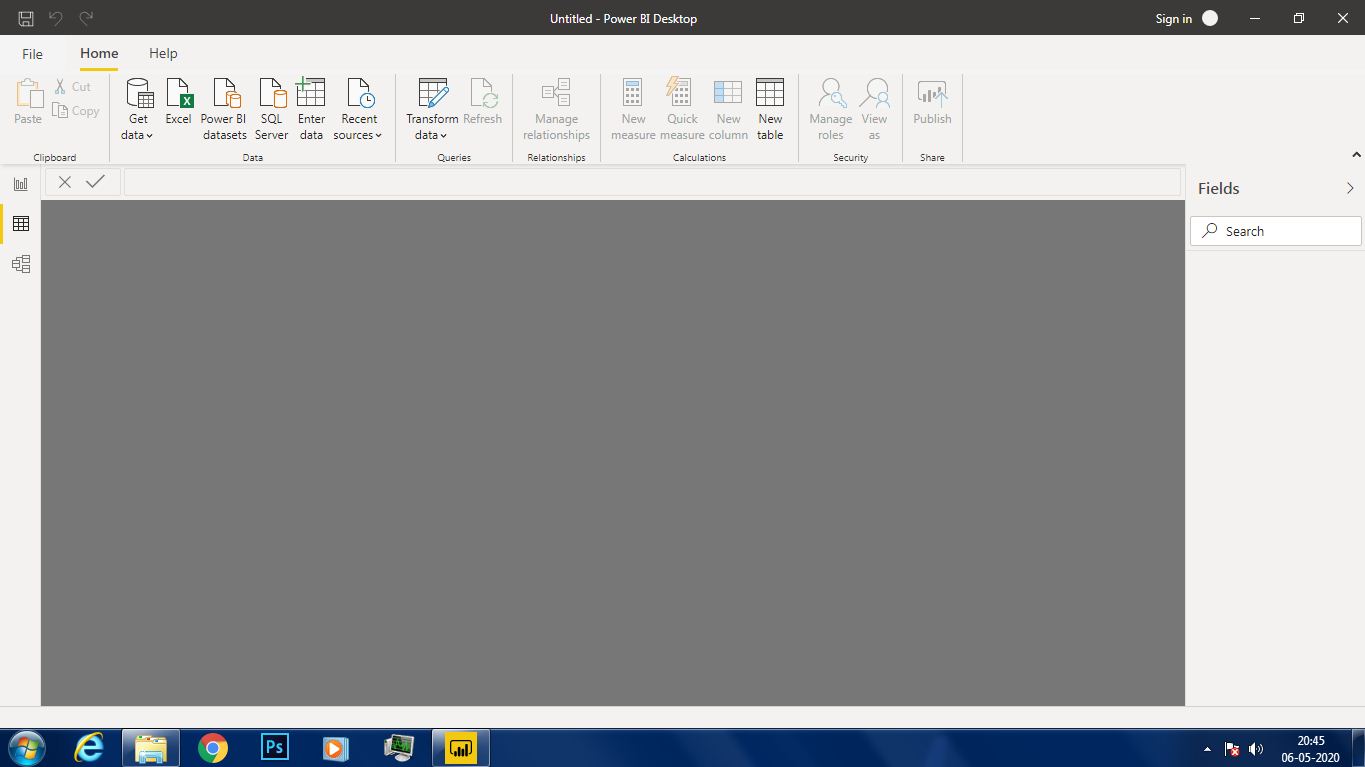 Untitled - Power BI Desktop
Sign in
File Home Help
Paste
Cut
Copy
Clipboard
Get data
Excel
Power BI datasets
SQL Server
Enter data
Recent sources
Data
Transform data
Refresh
Queries
Manage relationships
Relationships
New measure
Quick measure
New column
New table
Calculations
Manage roles
View as
Security
Publish
Share
Fields
Search
Ps
20:45
06-05-2020